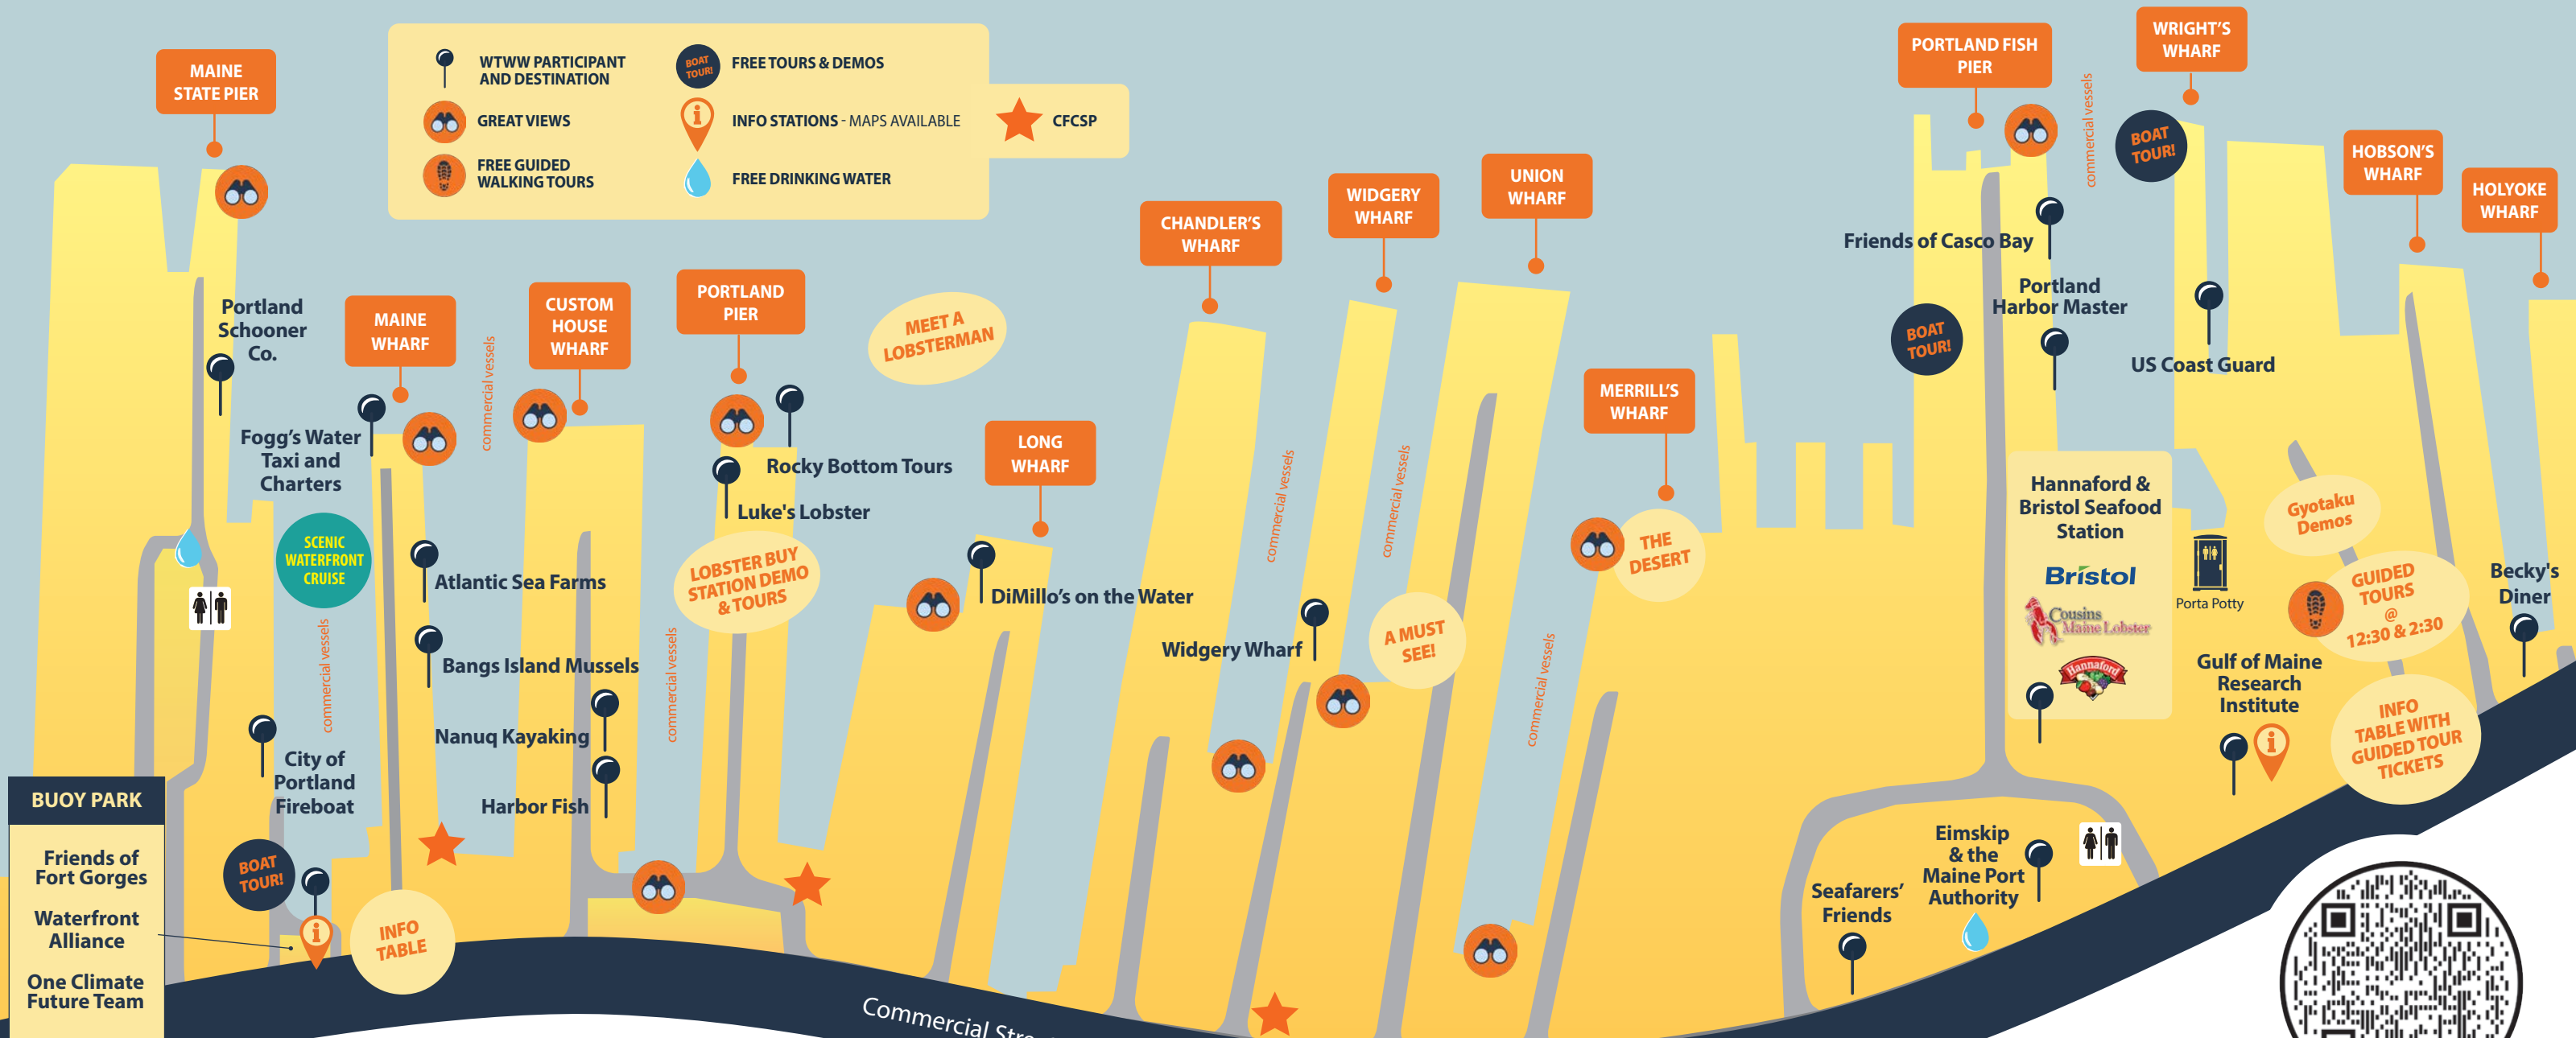 MAINE
STATE PIER
WTWW PARTICIPANT
AND DESTINATION
GREAT VIEWS
FREE GUIDED
WALKING TOURS
BOAT
TOUR!
FREE TOURS & DEMOS
INFO STATIONS - MAPS AVAILABLE
FREE DRINKING WATER
CFCSP
PORTLAND FISH
PIER
WRIGHT'S
WHARF
commercial vessels
BOAT
TOUR!
HOBSON'S
WHARF
HOLYOKE
WHARF
UNION
WHARF
WIDGERY
WHARF
CHANDLER'S
WHARF
Friends of Casco Bay
Portland
Harbor Master
US Coast Guard
BOAT
TOUR!
Portland
Schooner
Co.
MAINE
WHARF
commercial vessels
CUSTOM
HOUSE
WHARF
PORTLAND
PIER
MEET A
LOBSTERMAN
MERRILL'S
WHARF
LONG
WHARF
Fogg's Water
Taxi and
Charters
Rocky Bottom Tours
Luke's Lobster
commercial vessels
commercial vessels
Hannaford &
Bristol Seafood
Station
Bristol
Cousins
Maine Lobster
Hannaford
Porta Potty
Gyotaku
Demos
GUIDED
TOURS
@
12:30 & 2:30
Becky's
Diner
SCENIC
WATERFRONT
CRUISE
Atlantic Sea Farms
LOBSTER BUY
STATION DEMO
& TOURS
DiMillo's on the Water
THE
DESERT
A MUST
SEE!
Widgery Wharf
commercial vessels
commercial vessels
Bangs Island Mussels
commercial vessels
Nanuq Kayaking
Harbor Fish
City of
Portland
Fireboat
Gulf of Maine
Research
Institute
INFO
TABLE WITH
GUIDED TOUR
TICKETS
BUOY PARK
Friends of
Fort Gorges
Waterfront
Alliance
One Climate
Future Team
BOAT
TOUR!
INFO
TABLE
Eimskip
& the
Maine Port
Authority
Seafarers'
Friends
Commercial